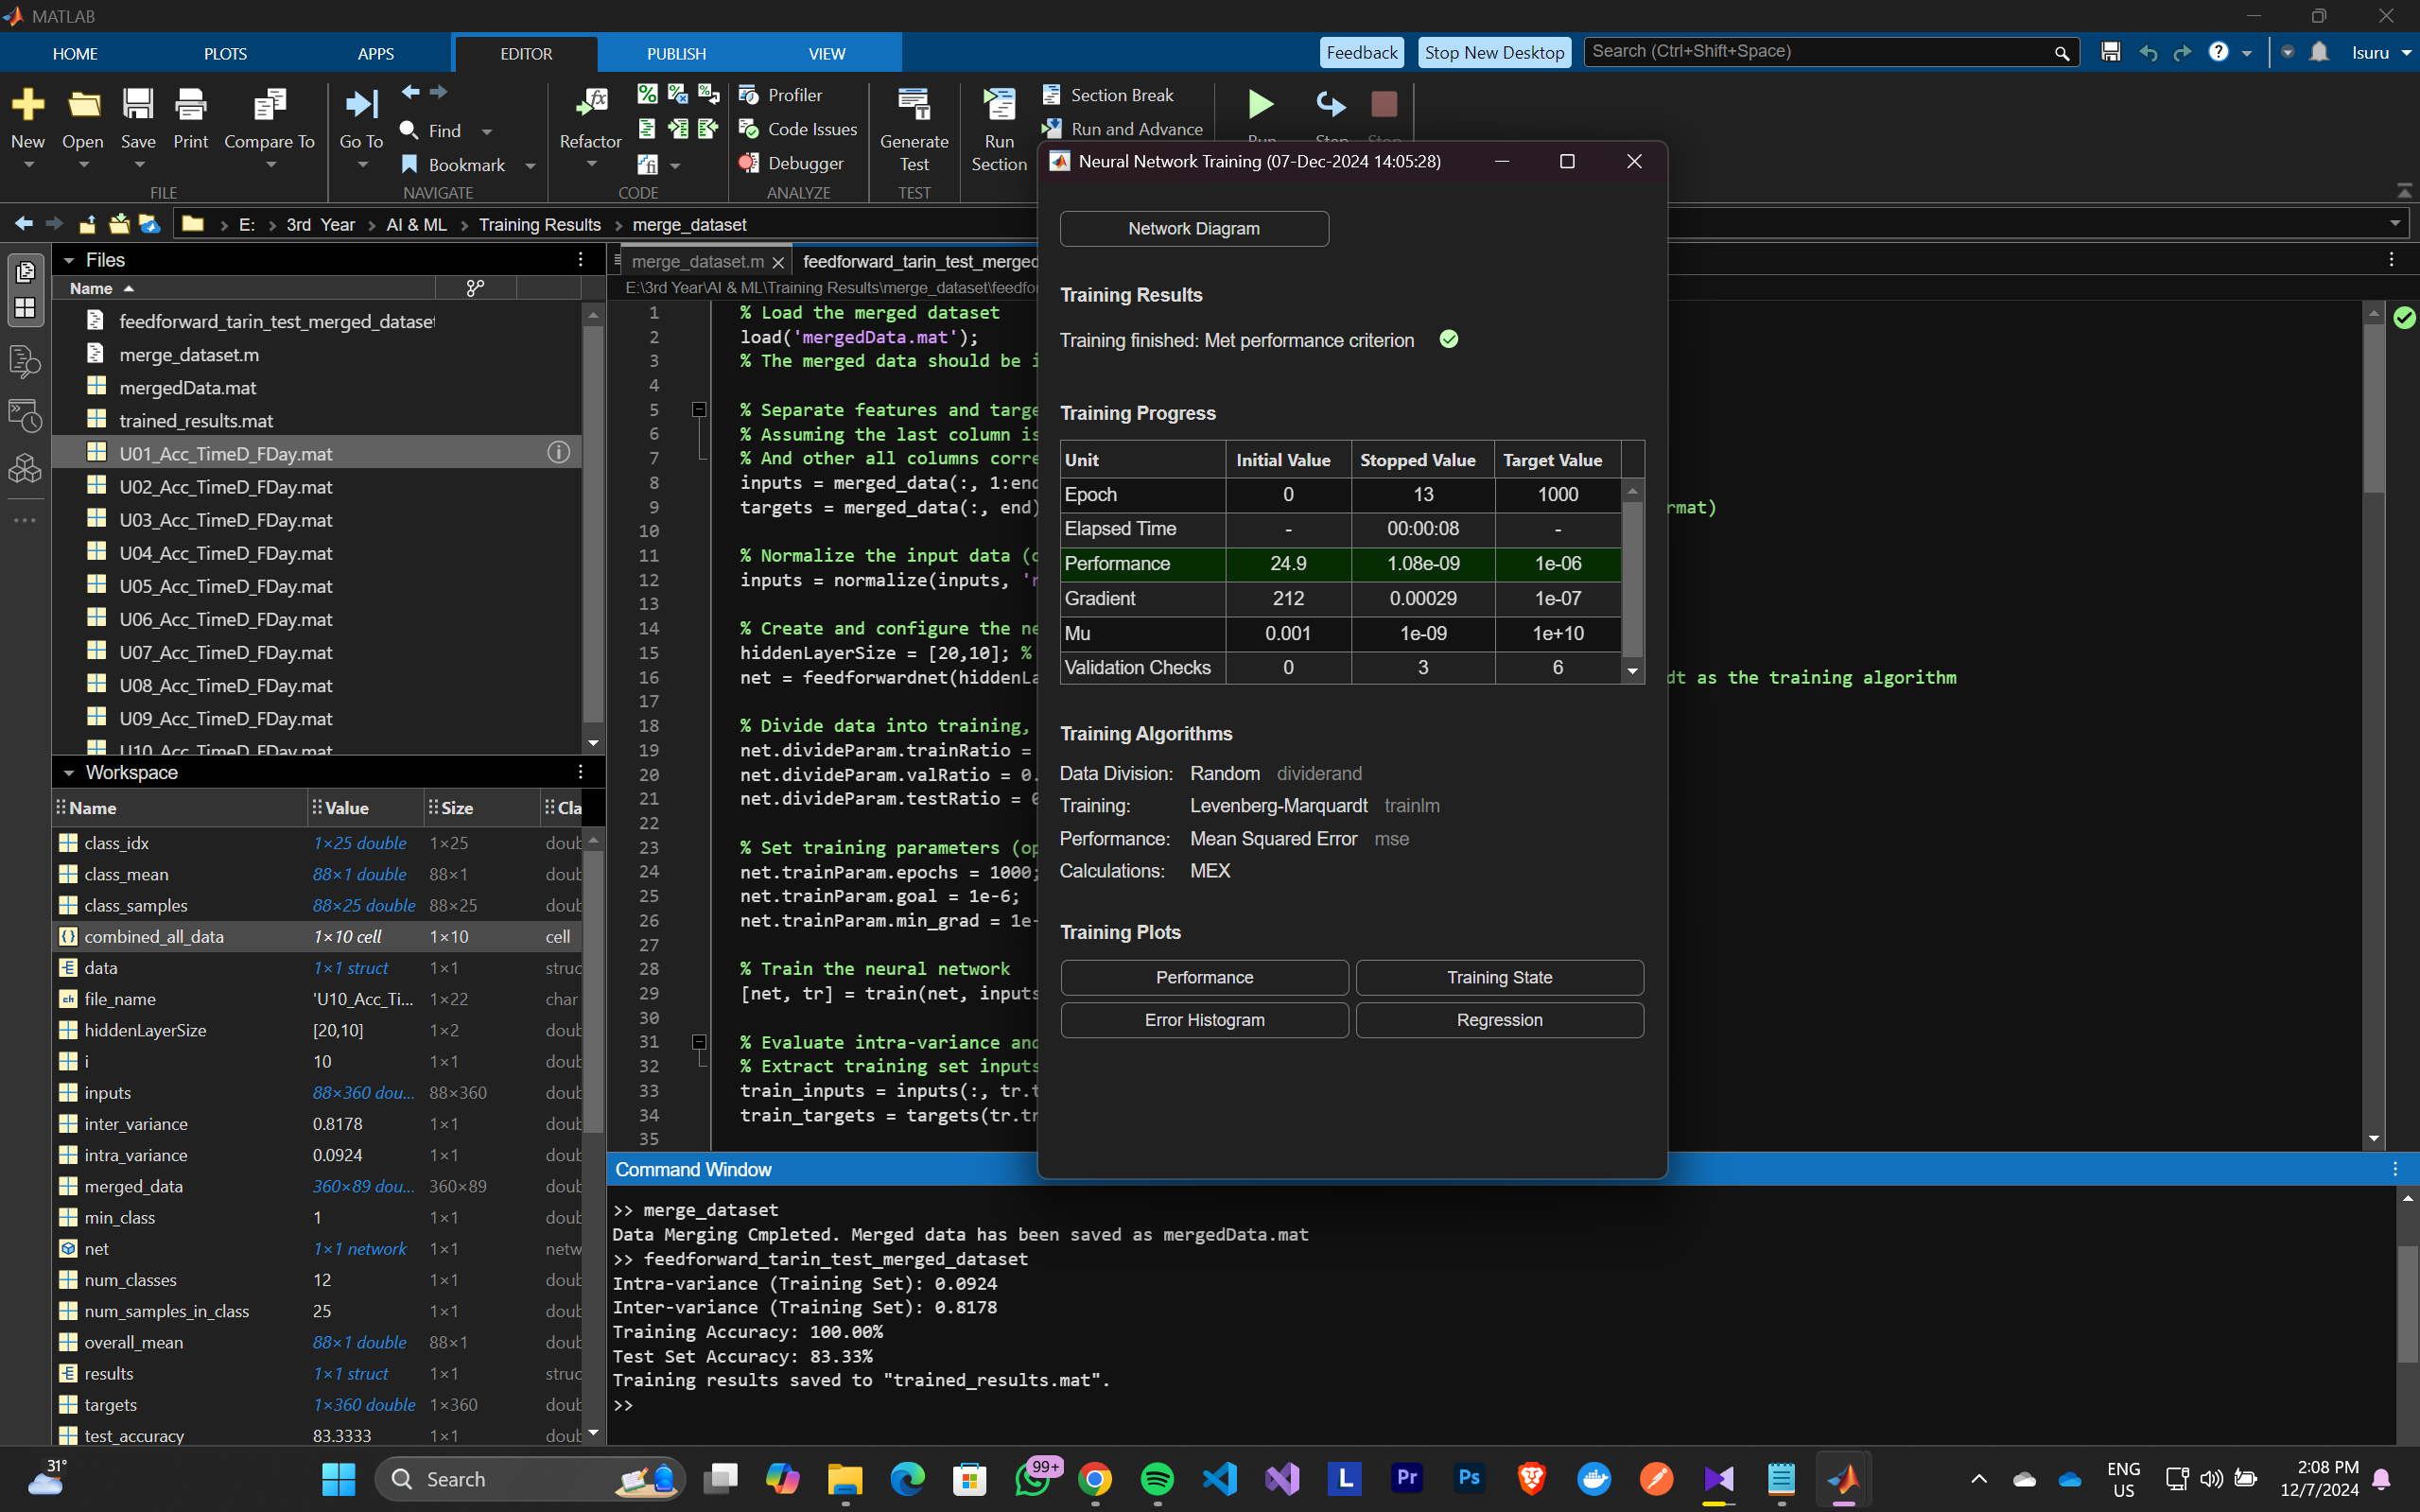 MATLAB
HOME PLOTS APPS EDITOR PUBLISH VIEW Feedback Stop New Desktop Search (Ctrl+Shift+Space) Isuru
New Open Save Print Compare To Go To Find Bookmark Refactor Profiler Code Issues Debugger Generate Test Run Section Section Break Run and Advance
FILE NAVIGATE CODE ANALYZE TEST
E: › 3rd Year › AI & ML › Training Results › merge_dataset
Files
Name
feedforward_tarin_test_merged_dataset
merge_dataset.m
mergedData.mat
trained_results.mat
U01_Acc_TimeD_FDay.mat
U02_Acc_TimeD_FDay.mat
U03_Acc_TimeD_FDay.mat
U04_Acc_TimeD_FDay.mat
U05_Acc_TimeD_FDay.mat
U06_Acc_TimeD_FDay.mat
U07_Acc_TimeD_FDay.mat
U08_Acc_TimeD_FDay.mat
U09_Acc_TimeD_FDay.mat
U10_Acc_TimeD_FDay.mat
Workspace
Name Value Size Cla
class_idx 1×25 double 1×25 doub
class_mean 88×1 double 88×1 doub
class_samples 88×25 double 88×25 doub
combined_all_data 1×10 cell 1×10 cell
data 1×1 struct 1×1 struc
file_name 'U10_Acc_Ti... 1×22 char
hiddenLayerSize [20,10] 1×2 doub
i 10 1×1 doub
inputs 88×360 dou... 88×360 doub
inter_variance 0.8178 1×1 doub
intra_variance 0.0924 1×1 doub
merged_data 360×89 dou... 360×89 doub
min_class 1 1×1 doub
net 1×1 network 1×1 netw
num_classes 12 1×1 doub
num_samples_in_class 25 1×1 doub
overall_mean 88×1 double 88×1 doub
results 1×1 struct 1×1 struc
targets 1×360 double 1×360 doub
test_accuracy 83.3333 1×1 doub
merge_dataset.m feedforward_tarin_test_merged
E:\3rd Year\AI & ML\Training Results\merge_dataset\feedfo
1 % Load the merged dataset
2 load('mergedData.mat');
3 % The merged data should be i
4
5 % Separate features and targe
6 % Assuming the last column is
7 % And other all columns corre
8 inputs = merged_data(:, 1:end
9 targets = merged_data(:, end) rmat)
10
11 % Normalize the input data (o
12 inputs = normalize(inputs, 'r
13
14 % Create and configure the ne
15 hiddenLayerSize = [20,10]; %
16 net = feedforwardnet(hiddenLa dt as the training algorithm
17
18 % Divide data into training,
19 net.divideParam.trainRatio =
20 net.divideParam.valRatio = 0.
21 net.divideParam.testRatio = 0
22
23 % Set training parameters (op
24 net.trainParam.epochs = 1000;
25 net.trainParam.goal = 1e-6;
26 net.trainParam.min_grad = 1e-
27
28 % Train the neural network
29 [net, tr] = train(net, inputs
30
31 % Evaluate intra-variance and
32 % Extract training set inputs
33 train_inputs = inputs(:, tr.t
34 train_targets = targets(tr.tr
35
Neural Network Training (07-Dec-2024 14:05:28)
Network Diagram
Training Results
Training finished: Met performance criterion
Training Progress
Unit Initial Value Stopped Value Target Value
Epoch 0 13 1000
Elapsed Time - 00:00:08 -
Performance 24.9 1.08e-09 1e-06
Gradient 212 0.00029 1e-07
Mu 0.001 1e-09 1e+10
Validation Checks 0 3 6
Training Algorithms
Data Division: Random dividerand
Training: Levenberg-Marquardt trainlm
Performance: Mean Squared Error mse
Calculations: MEX
Training Plots
Performance Training State
Error Histogram Regression
Command Window
>> merge_dataset
Data Merging Cmpleted. Merged data has been saved as mergedData.mat
>> feedforward_tarin_test_merged_dataset
Intra-variance (Training Set): 0.0924
Inter-variance (Training Set): 0.8178
Training Accuracy: 100.00%
Test Set Accuracy: 83.33%
Training results saved to "trained_results.mat".
>>
31° Search 99+ L Pr Ps ENG US 2:08 PM 12/7/2024